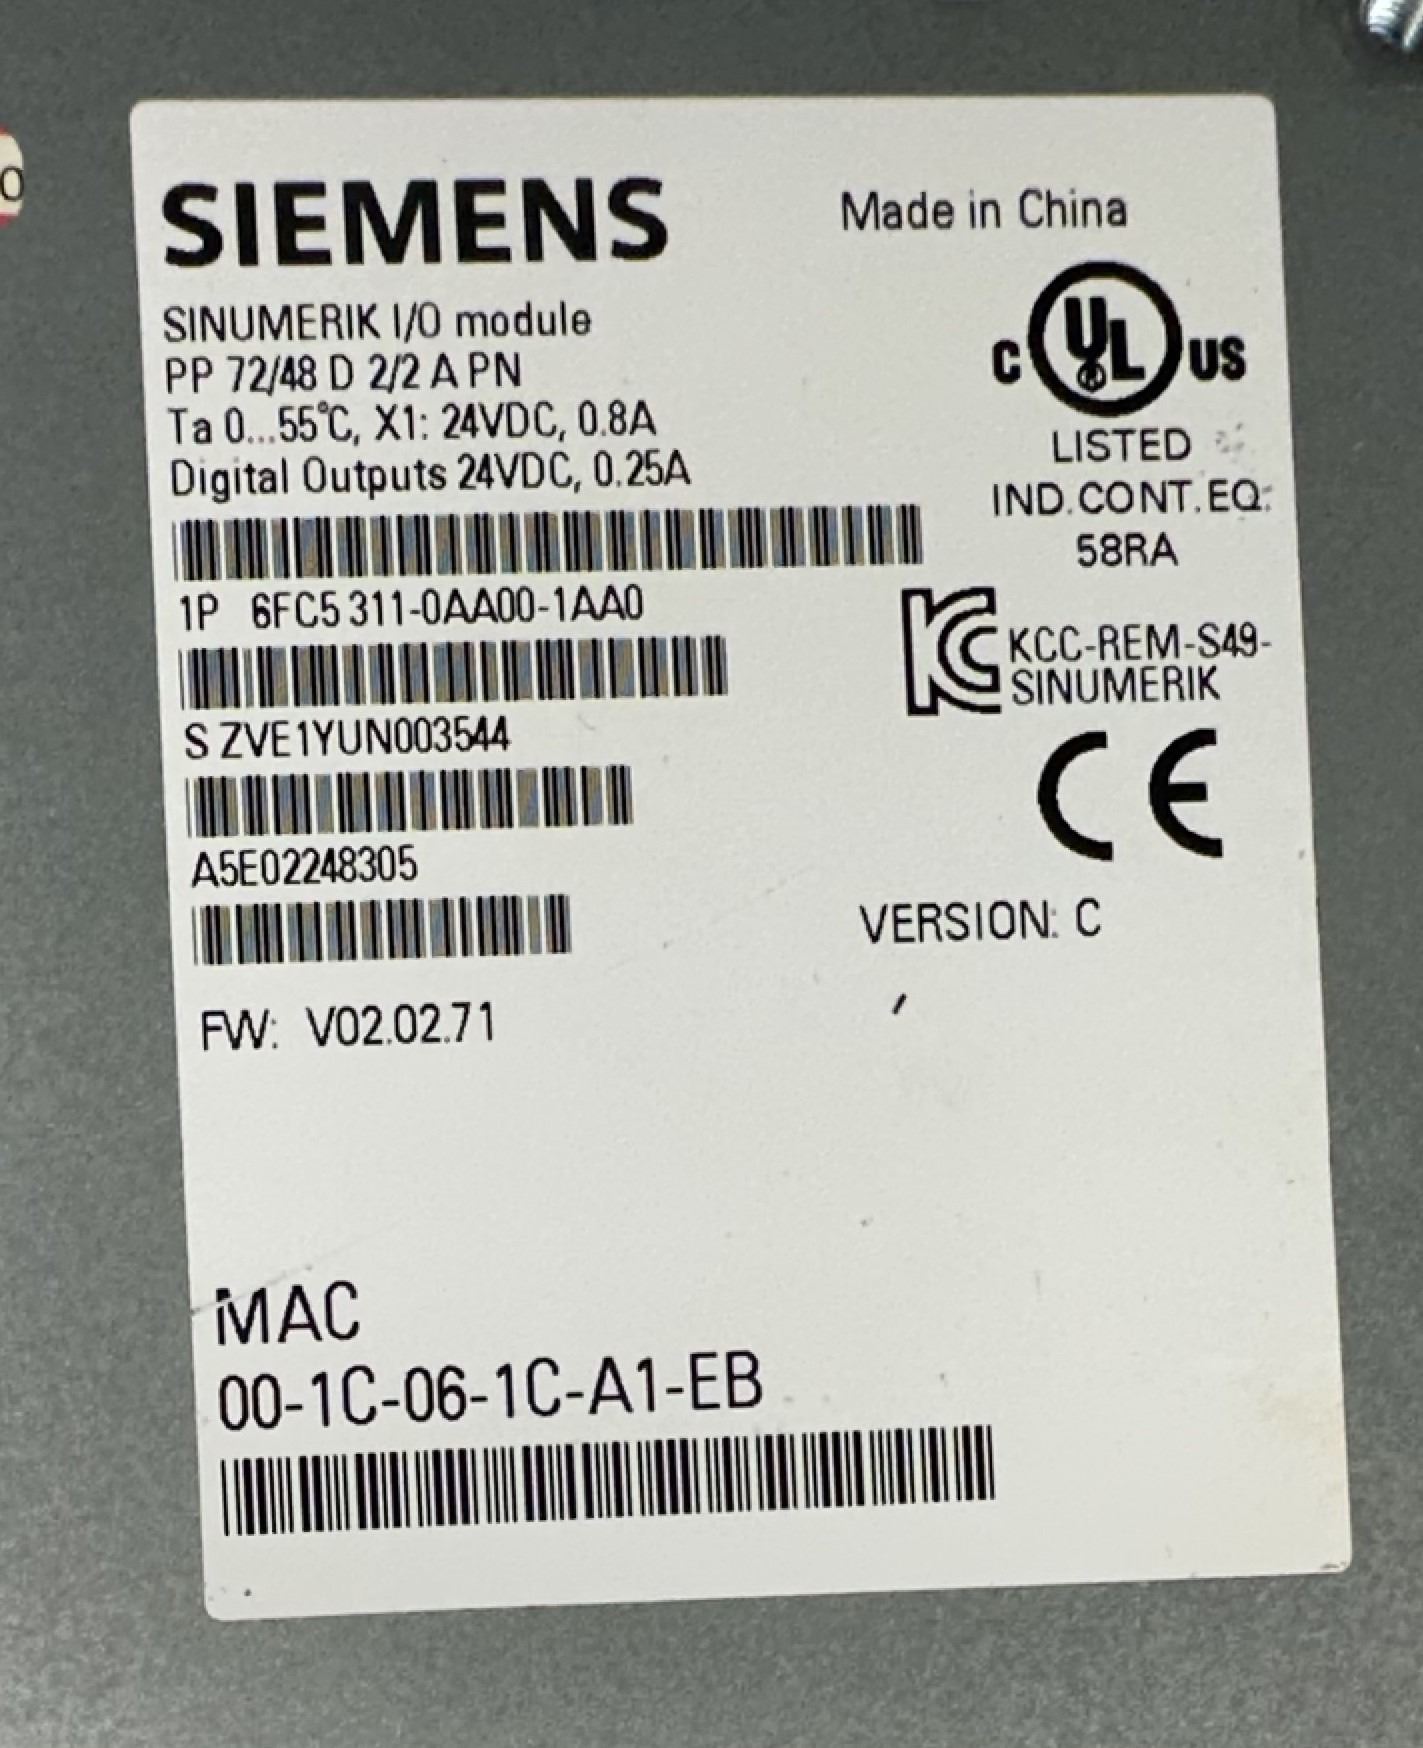 SIEMENS
Made in China
SINUMERIK I/O module
PP 72/48 D 2/2 A PN
Ta 0...55°C, X1: 24VDC, 0.8A
Digital Outputs 24VDC, 0.25A
C UL® US
LISTED
IND.CONT.EQ.
58RA
1P 6FC5 311-0AA00-1AA0
KCC-REM-S49-
SINUMERIK
S ZVE1YUN003544
CE
A5E02248305
VERSION: C
FW: V02.02.71
MAC
00-1C-06-1C-A1-EB